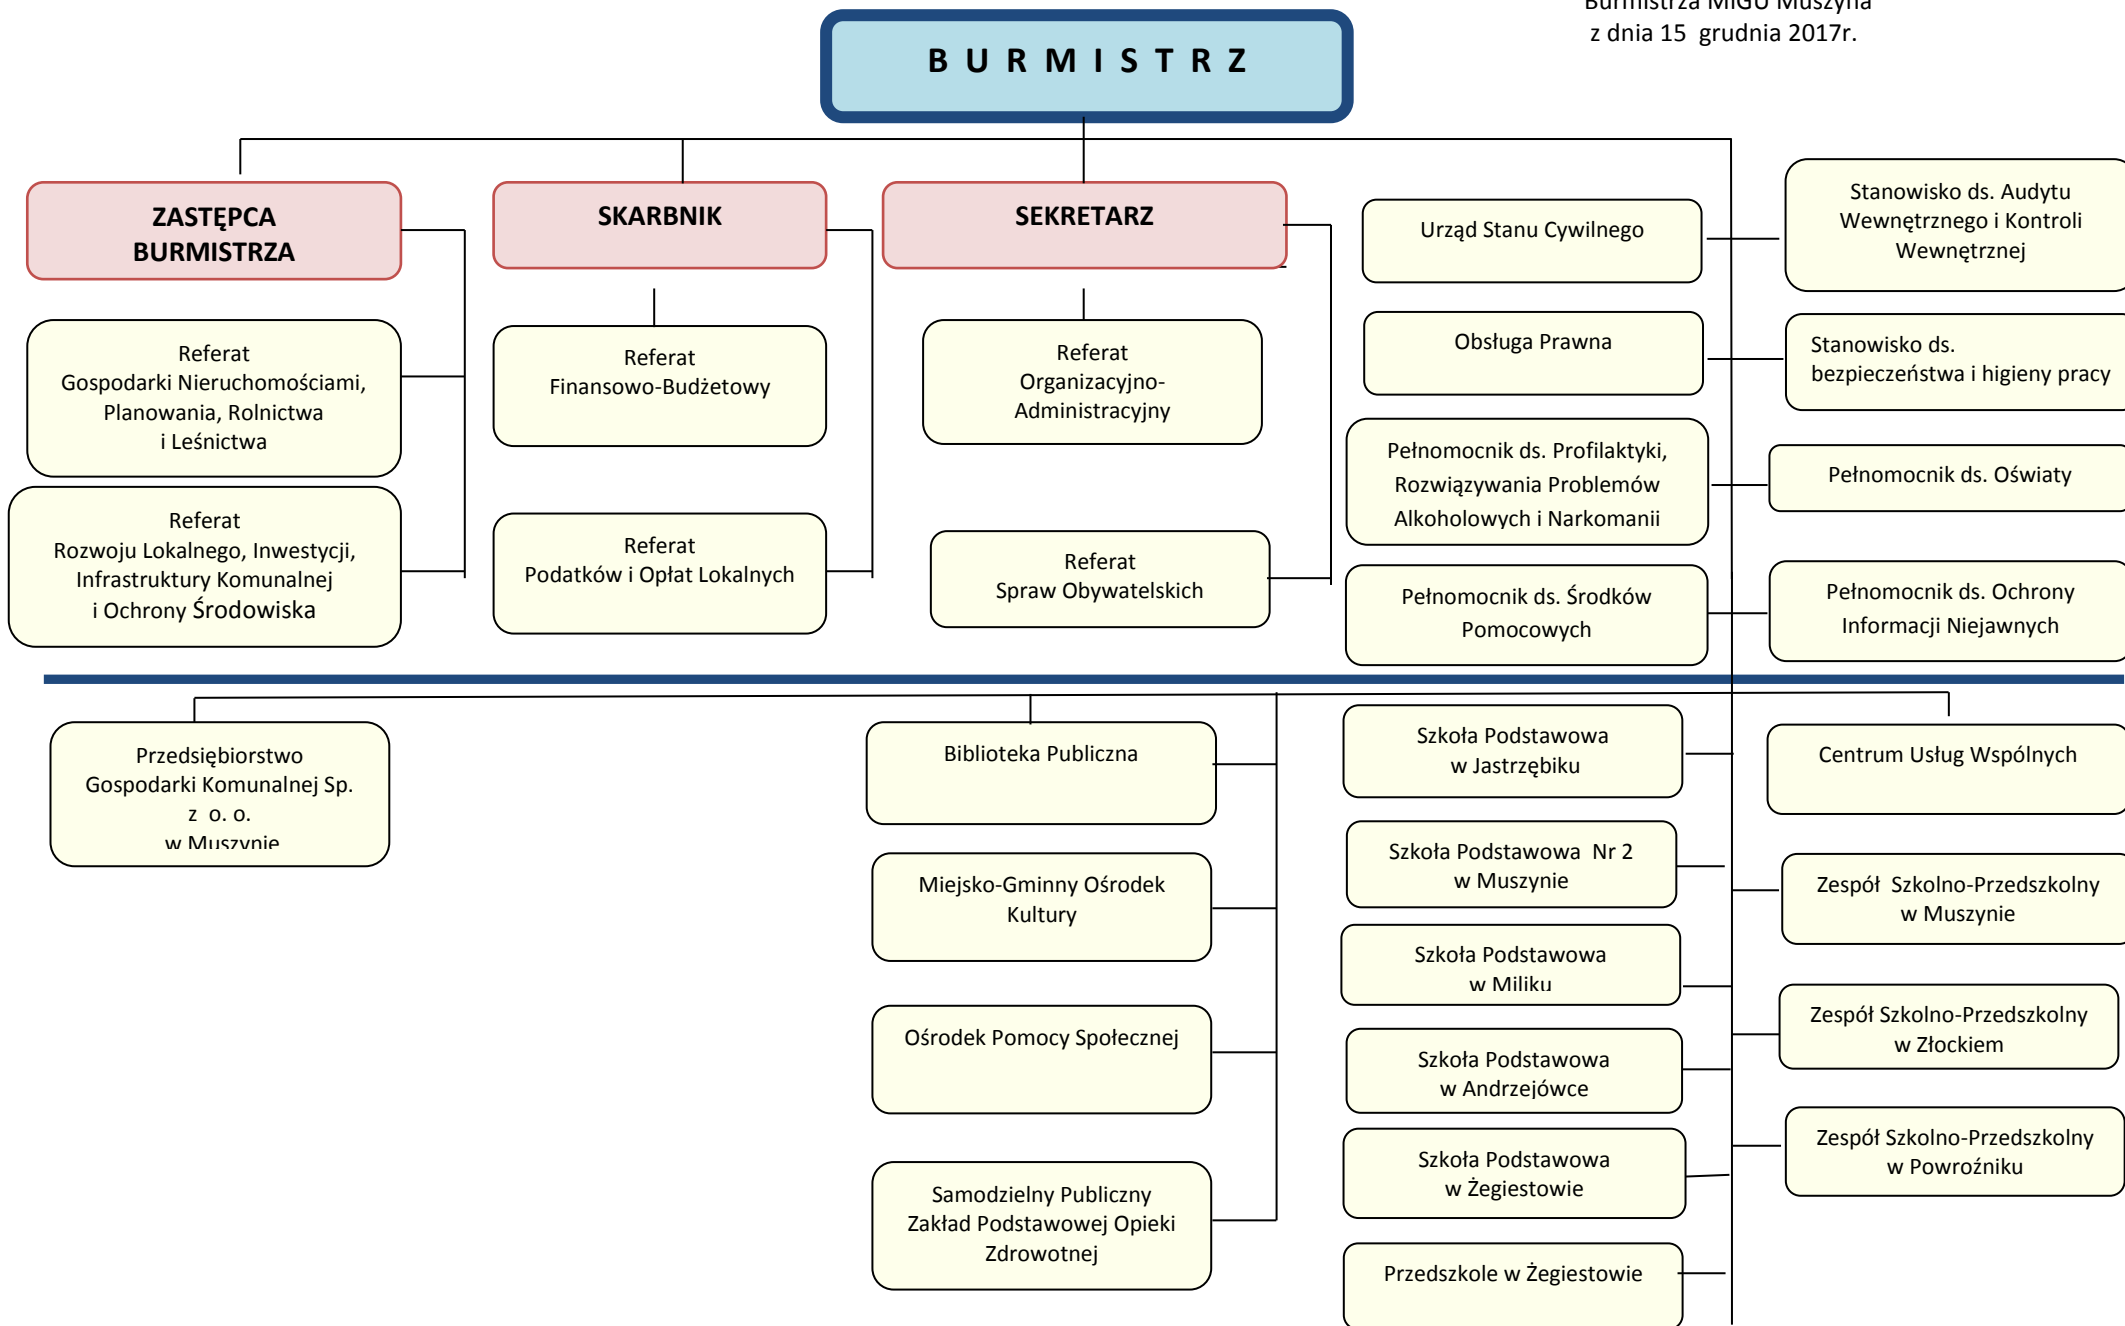 Burmistrza MiGU Muszyna
z dnia 15 grudnia 2017r.
B U R M I S T R Z
ZASTĘPCA
BURMISTRZA
SKARBNIK
SEKRETARZ
Urząd Stanu Cywilnego
Stanowisko ds. Audytu
Wewnętrznego i Kontroli
Wewnętrznej
Referat
Gospodarki Nieruchomościami,
Planowania, Rolnictwa
i Leśnictwa
Referat
Finansowo-Budżetowy
Referat
Organizacyjno-
Administracyjny
Obsługa Prawna
Stanowisko ds.
bezpieczeństwa i higieny pracy
Pełnomocnik ds. Profilaktyki,
Rozwiązywania Problemów
Alkoholowych i Narkomanii
Pełnomocnik ds. Oświaty
Referat
Rozwoju Lokalnego, Inwestycji,
Infrastruktury Komunalnej
i Ochrony Środowiska
Referat
Podatków i Opłat Lokalnych
Referat
Spraw Obywatelskich
Pełnomocnik ds. Środków
Pomocowych
Pełnomocnik ds. Ochrony
Informacji Niejawnych
Przedsiębiorstwo
Gospodarki Komunalnej Sp.
z o. o.
w Muszynie
Biblioteka Publiczna
Szkoła Podstawowa
w Jastrzębiku
Centrum Usług Wspólnych
Miejsko-Gminny Ośrodek
Kultury
Szkoła Podstawowa Nr 2
w Muszynie
Zespół Szkolno-Przedszkolny
w Muszynie
Szkoła Podstawowa
w Miliku
Ośrodek Pomocy Społecznej
Szkoła Podstawowa
w Andrzejówce
Zespół Szkolno-Przedszkolny
w Złockiem
Samodzielny Publiczny
Zakład Podstawowej Opieki
Zdrowotnej
Szkoła Podstawowa
w Żegiestowie
Zespół Szkolno-Przedszkolny
w Powroźniku
Przedszkole w Żegiestowie